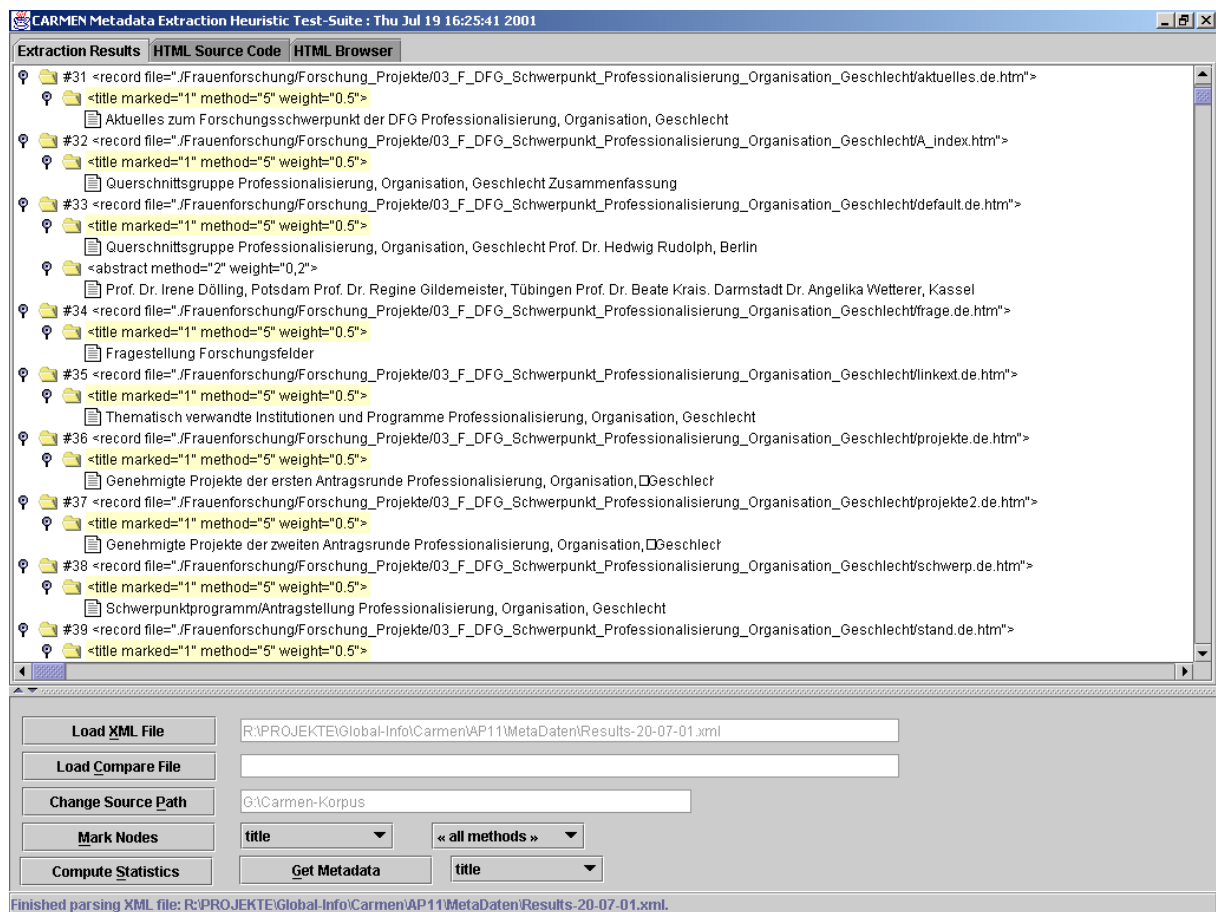 CARMEN Metadata Extraction Heuristic Test-Suite : Thu Jul 19 16:25:41 2001
Extraction Results HTML Source Code HTML Browser
#31 <record file="./Frauenforschung/Forschung_Projekte/03_F_DFG_Schwerpunkt_Professionalisierung_Organisation_Geschlecht/aktuelles.de.htm">
<title marked="1" method="5" weight="0.5">
Aktuelles zum Forschungsschwerpunkt der DFG Professionalisierung, Organisation, Geschlecht
#32 <record file="./Frauenforschung/Forschung_Projekte/03_F_DFG_Schwerpunkt_Professionalisierung_Organisation_Geschlecht/A_index.htm">
<title marked="1" method="5" weight="0.5">
Querschnittsgruppe Professionalisierung, Organisation, Geschlecht Zusammenfassung
#33 <record file="./Frauenforschung/Forschung_Projekte/03_F_DFG_Schwerpunkt_Professionalisierung_Organisation_Geschlecht/default.de.htm">
<title marked="1" method="5" weight="0.5">
Querschnittsgruppe Professionalisierung, Organisation, Geschlecht Prof. Dr. Hedwig Rudolph, Berlin
<abstract method="2" weight="0,2">
Prof. Dr. Irene Dölling, Potsdam Prof. Dr. Regine Gildemeister, Tübingen Prof. Dr. Beate Krais. Darmstadt Dr. Angelika Wetterer, Kassel
#34 <record file="./Frauenforschung/Forschung_Projekte/03_F_DFG_Schwerpunkt_Professionalisierung_Organisation_Geschlecht/frage.de.htm">
<title marked="1" method="5" weight="0.5">
Fragestellung Forschungsfelder
#35 <record file="./Frauenforschung/Forschung_Projekte/03_F_DFG_Schwerpunkt_Professionalisierung_Organisation_Geschlecht/linkext.de.htm">
<title marked="1" method="5" weight="0.5">
Thematisch verwandte Institutionen und Programme Professionalisierung, Organisation, Geschlecht
#36 <record file="./Frauenforschung/Forschung_Projekte/03_F_DFG_Schwerpunkt_Professionalisierung_Organisation_Geschlecht/projekte.de.htm">
<title marked="1" method="5" weight="0.5">
Genehmigte Projekte der ersten Antragsrunde Professionalisierung, Organisation,□Geschlech
#37 <record file="./Frauenforschung/Forschung_Projekte/03_F_DFG_Schwerpunkt_Professionalisierung_Organisation_Geschlecht/projekte2.de.htm">
<title marked="1" method="5" weight="0.5">
Genehmigte Projekte der zweiten Antragsrunde Professionalisierung, Organisation,□Geschlech
#38 <record file="./Frauenforschung/Forschung_Projekte/03_F_DFG_Schwerpunkt_Professionalisierung_Organisation_Geschlecht/schwerp.de.htm">
<title marked="1" method="5" weight="0.5">
Schwerpunktprogramm/Antragstellung Professionalisierung, Organisation, Geschlecht
#39 <record file="./Frauenforschung/Forschung_Projekte/03_F_DFG_Schwerpunkt_Professionalisierung_Organisation_Geschlecht/stand.de.htm">
<title marked="1" method="5" weight="0.5">
Load XML File R:\PROJEKTE\Global-Info\Carmen\AP11\MetaDaten\Results-20-07-01.xml
Load Compare File
Change Source Path G:\Carmen-Korpus
Mark Nodes title « all methods »
Compute Statistics Get Metadata title
Finished parsing XML file: R:\PROJEKTE\Global-Info\Carmen\AP11\MetaDaten\Results-20-07-01.xml.